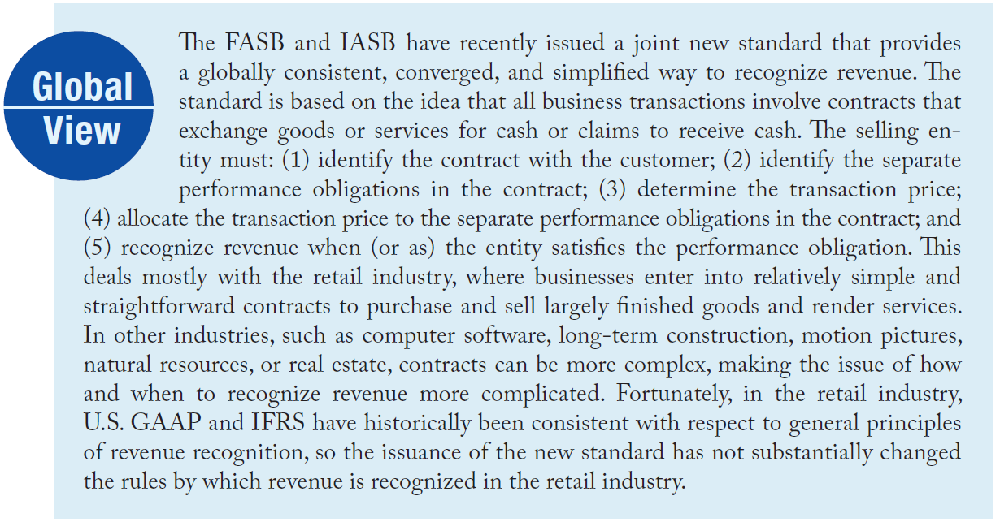 Global
View
The FASB and IASB have recently issued a joint new standard that provides
a globally consistent, converged, and simplified way to recognize revenue. The
standard is based on the idea that all business transactions involve contracts that
exchange goods or services for cash or claims to receive cash. The selling en-
tity must: (1) identify the contract with the customer; (2) identify the separate
performance obligations in the contract; (3) determine the transaction price;
(4) allocate the transaction price to the separate performance obligations in the contract; and
(5) recognize revenue when (or as) the entity satisfies the performance obligation. This
deals mostly with the retail industry, where businesses enter into relatively simple and
straightforward contracts to purchase and sell largely finished goods and render services.
In other industries, such as computer software, long-term construction, motion pictures,
natural resources, or real estate, contracts can be more complex, making the issue of how
and when to recognize revenue more complicated. Fortunately, in the retail industry,
U.S. GAAP and IFRS have historically been consistent with respect to general principles
of revenue recognition, so the issuance of the new standard has not substantially changed
the rules by which revenue is recognized in the retail industry.